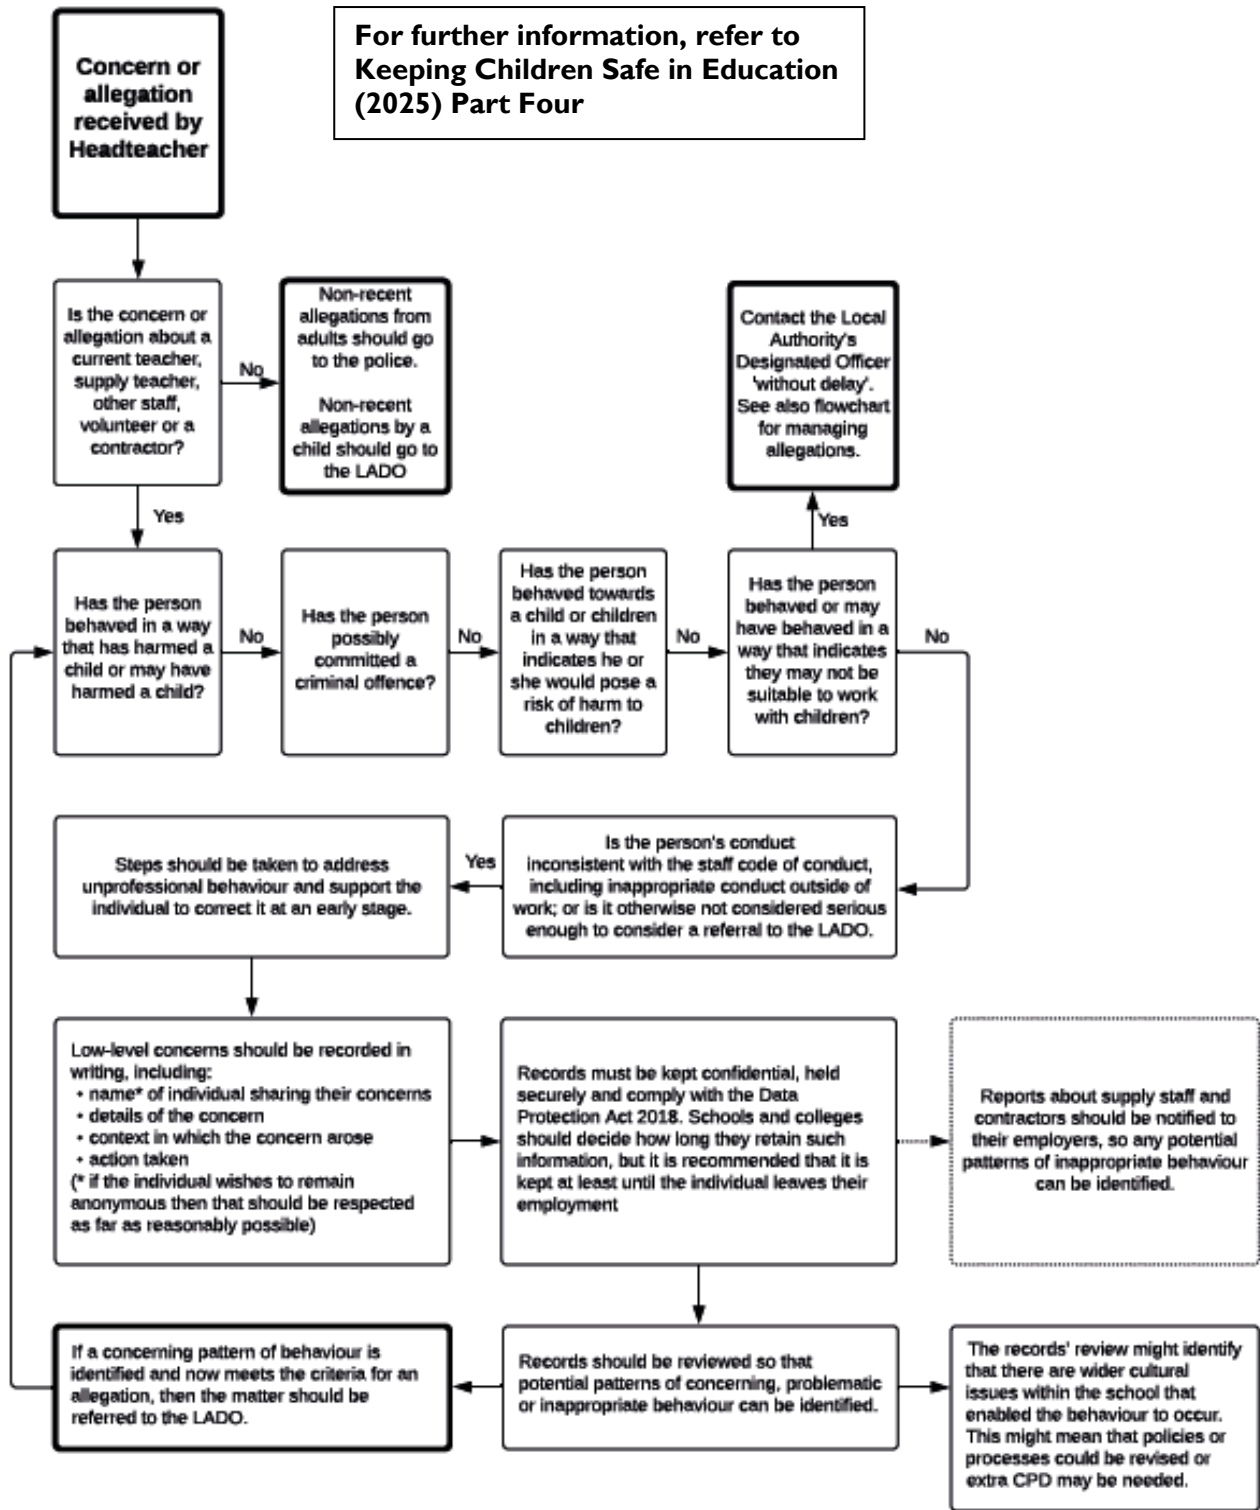 Concern or
allegation
received by
Headteacher
For further information, refer to
Keeping Children Safe in Education
(2025) Part Four
Is the concern or
allegation about a
current teacher,
supply teacher,
other staff,
volunteer or a
contractor?
No
Non-recent
allegations from
adults should go
to the police.
Non-recent
allegations by a
child should go to
the LADO
Contact the Local
Authority's
Designated Officer
'without delay'.
See also flowchart
for managing
allegations.
Yes
Yes
Has the person
behaved in a way
that has harmed a
child or may have
harmed a child?
No
Has the person
possibly
committed a
criminal offence?
No
Has the person
behaved towards
a child or children
in a way that
indicates he or
she would pose a
risk of harm to
children?
No
Has the person
behaved or may
have behaved in a
way that indicates
they may not be
suitable to work
with children?
No
Steps should be taken to address
unprofessional behaviour and support the
individual to correct it at an early stage.
Yes
Is the person's conduct
inconsistent with the staff code of conduct,
including inappropriate conduct outside of
work; or is it otherwise not considered serious
enough to consider a referral to the LADO.
Low-level concerns should be recorded in
writing, including:
• name* of individual sharing their concerns
• details of the concern
• context in which the concern arose
• action taken
(* if the individual wishes to remain
anonymous then that should be respected
as far as reasonably possible)
Records must be kept confidential, held
securely and comply with the Data
Protection Act 2018. Schools and colleges
should decide how long they retain such
information, but it is recommended that it is
kept at least until the individual leaves their
employment
Reports about supply staff and
contractors should be notified to
their employers, so any potential
patterns of inappropriate behaviour
can be identified.
If a concerning pattern of behaviour is
identified and now meets the criteria for an
allegation, then the matter should be
referred to the LADO.
Records should be reviewed so that
potential patterns of concerning, problematic
or inappropriate behaviour can be identified.
The records' review might identify
that there are wider cultural
issues within the school that
enabled the behaviour to occur.
This might mean that policies or
processes could be revised or
extra CPD may be needed.